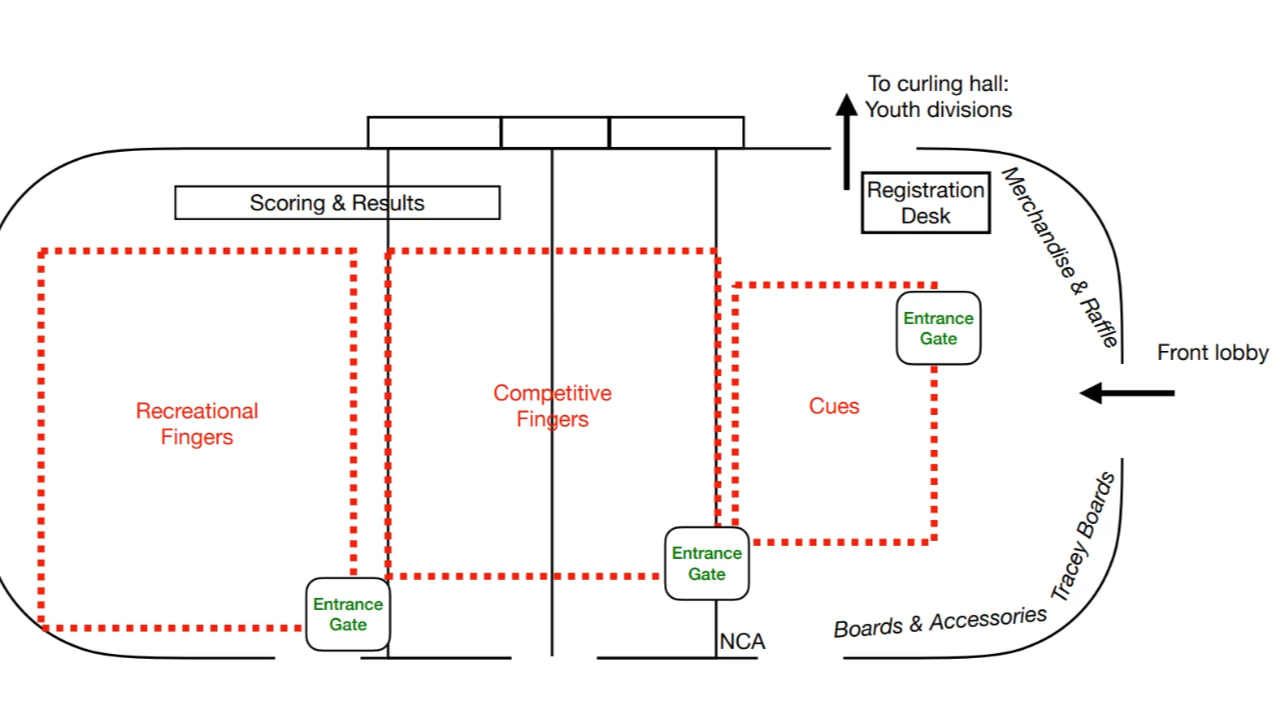 To curling hall:
Youth divisions
Scoring & Results
Registration
Desk
Merchandise & Raffle
Entrance
Gate
Front lobby
Recreational
Fingers
Competitive
Fingers
Cues
Entrance
Gate
Tracey Boards
Entrance
Gate
Boards & Accessories
NCA